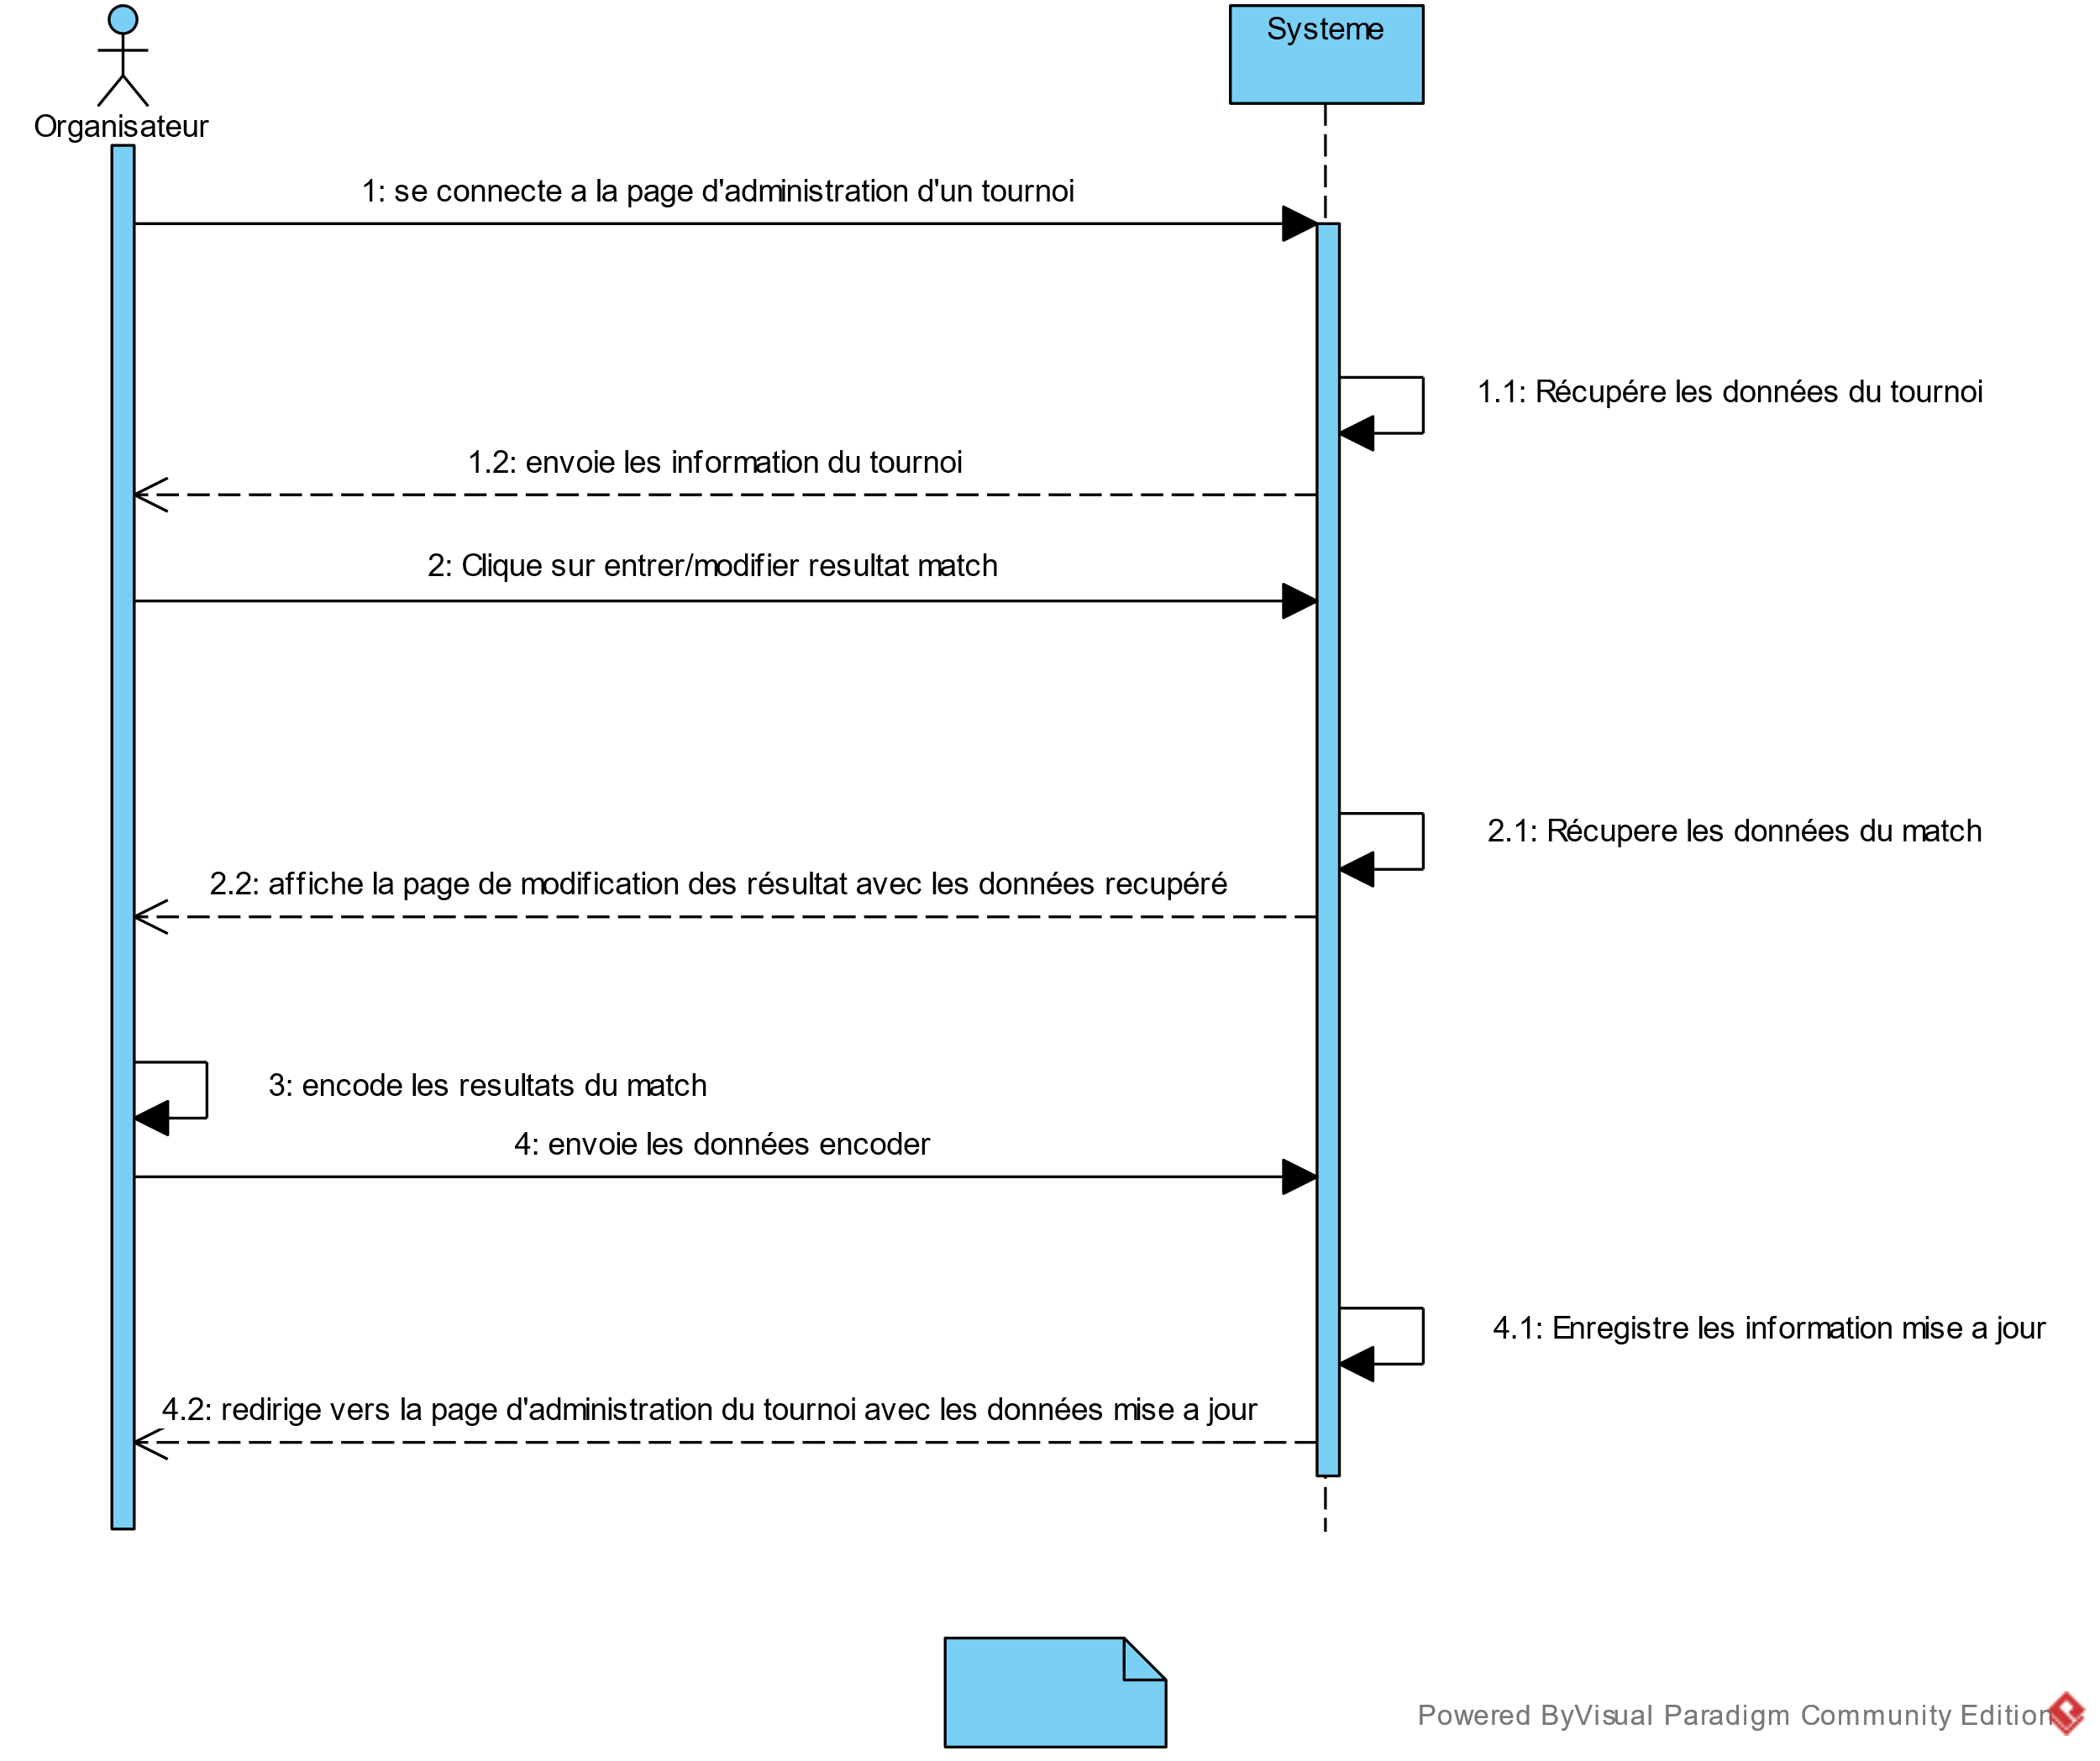 Systeme
Organisateur
1: se connecte a la page d'administration d'un tournoi
1.1: Récupére les données du tournoi
1.2: envoie les information du tournoi
2: Clique sur entrer/modifier resultat match
2.1: Récupere les données du match
2.2: affiche la page de modification des résultat avec les données recupéré
3: encode les resultats du match
4: envoie les données encoder
4.1: Enregistre les information mise a jour
4.2: redirige vers la page d'administration du tournoi avec les données mise a jour
Powered ByVisual Paradigm Community Edition